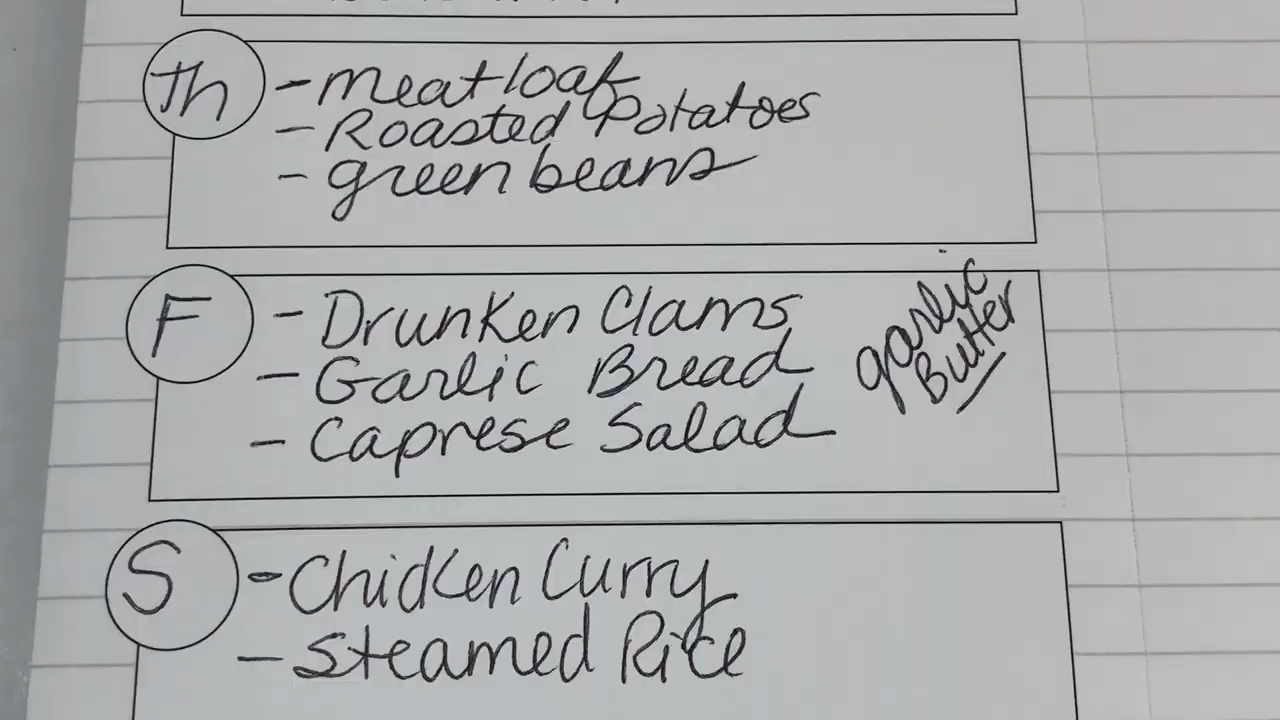 Th
- meatloaf
- Roasted Potatoes
- green beans
F
- Drunken Clams
- Garlic Bread
- Caprese Salad
garlic
Butter
S
- Chicken Curry
- Steamed Rice